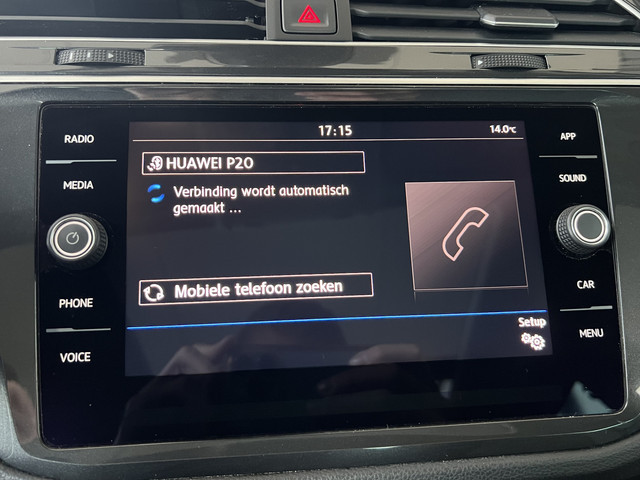 17:15
14.0°C
RADIO
MEDIA
PHONE
VOICE
HUAWEI P20
Verbinding wordt automatisch
gemaakt ...
Mobiele telefoon zoeken
Setup
APP
SOUND
CAR
MENU